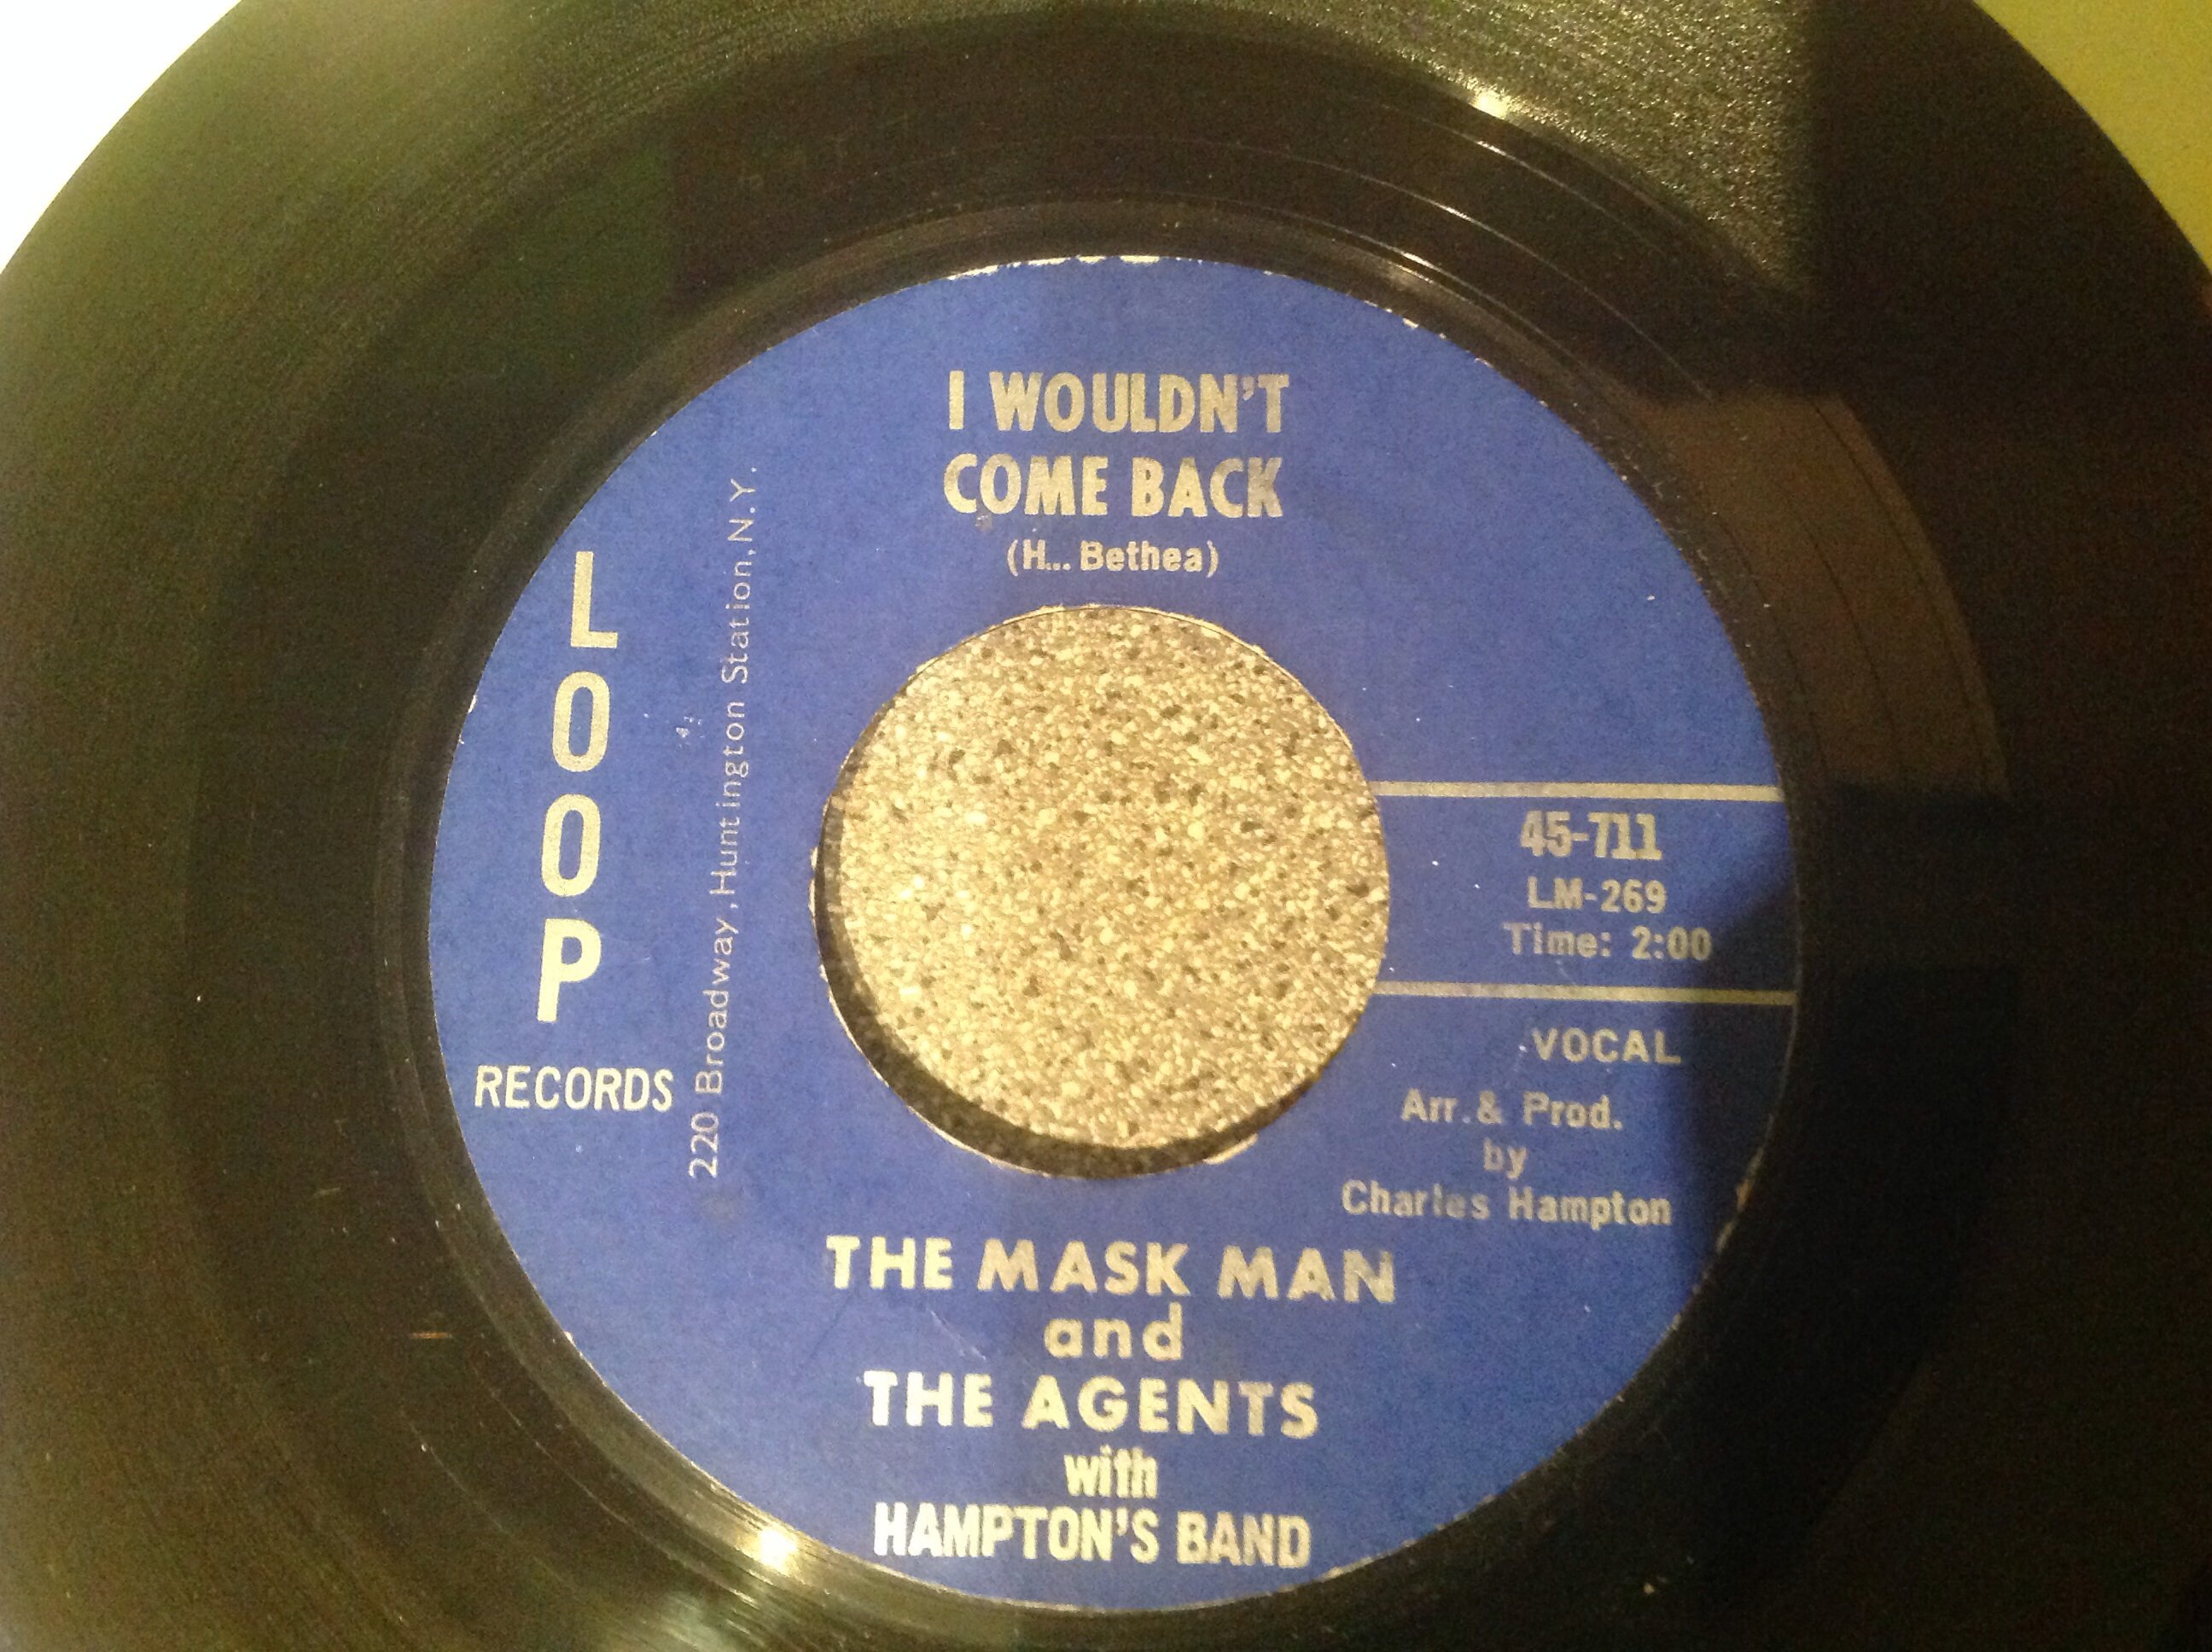 I WOULDN'T
COME BACK
(H... Bethea)
LOOP
RECORDS
220 Broadway, Huntington Station, N.Y.
45-711
LM-269
Time: 2:00
VOCAL
Arr. & Prod.
by
Charles Hampton
THE MASK MAN
and
THE AGENTS
with
HAMPTON'S BAND